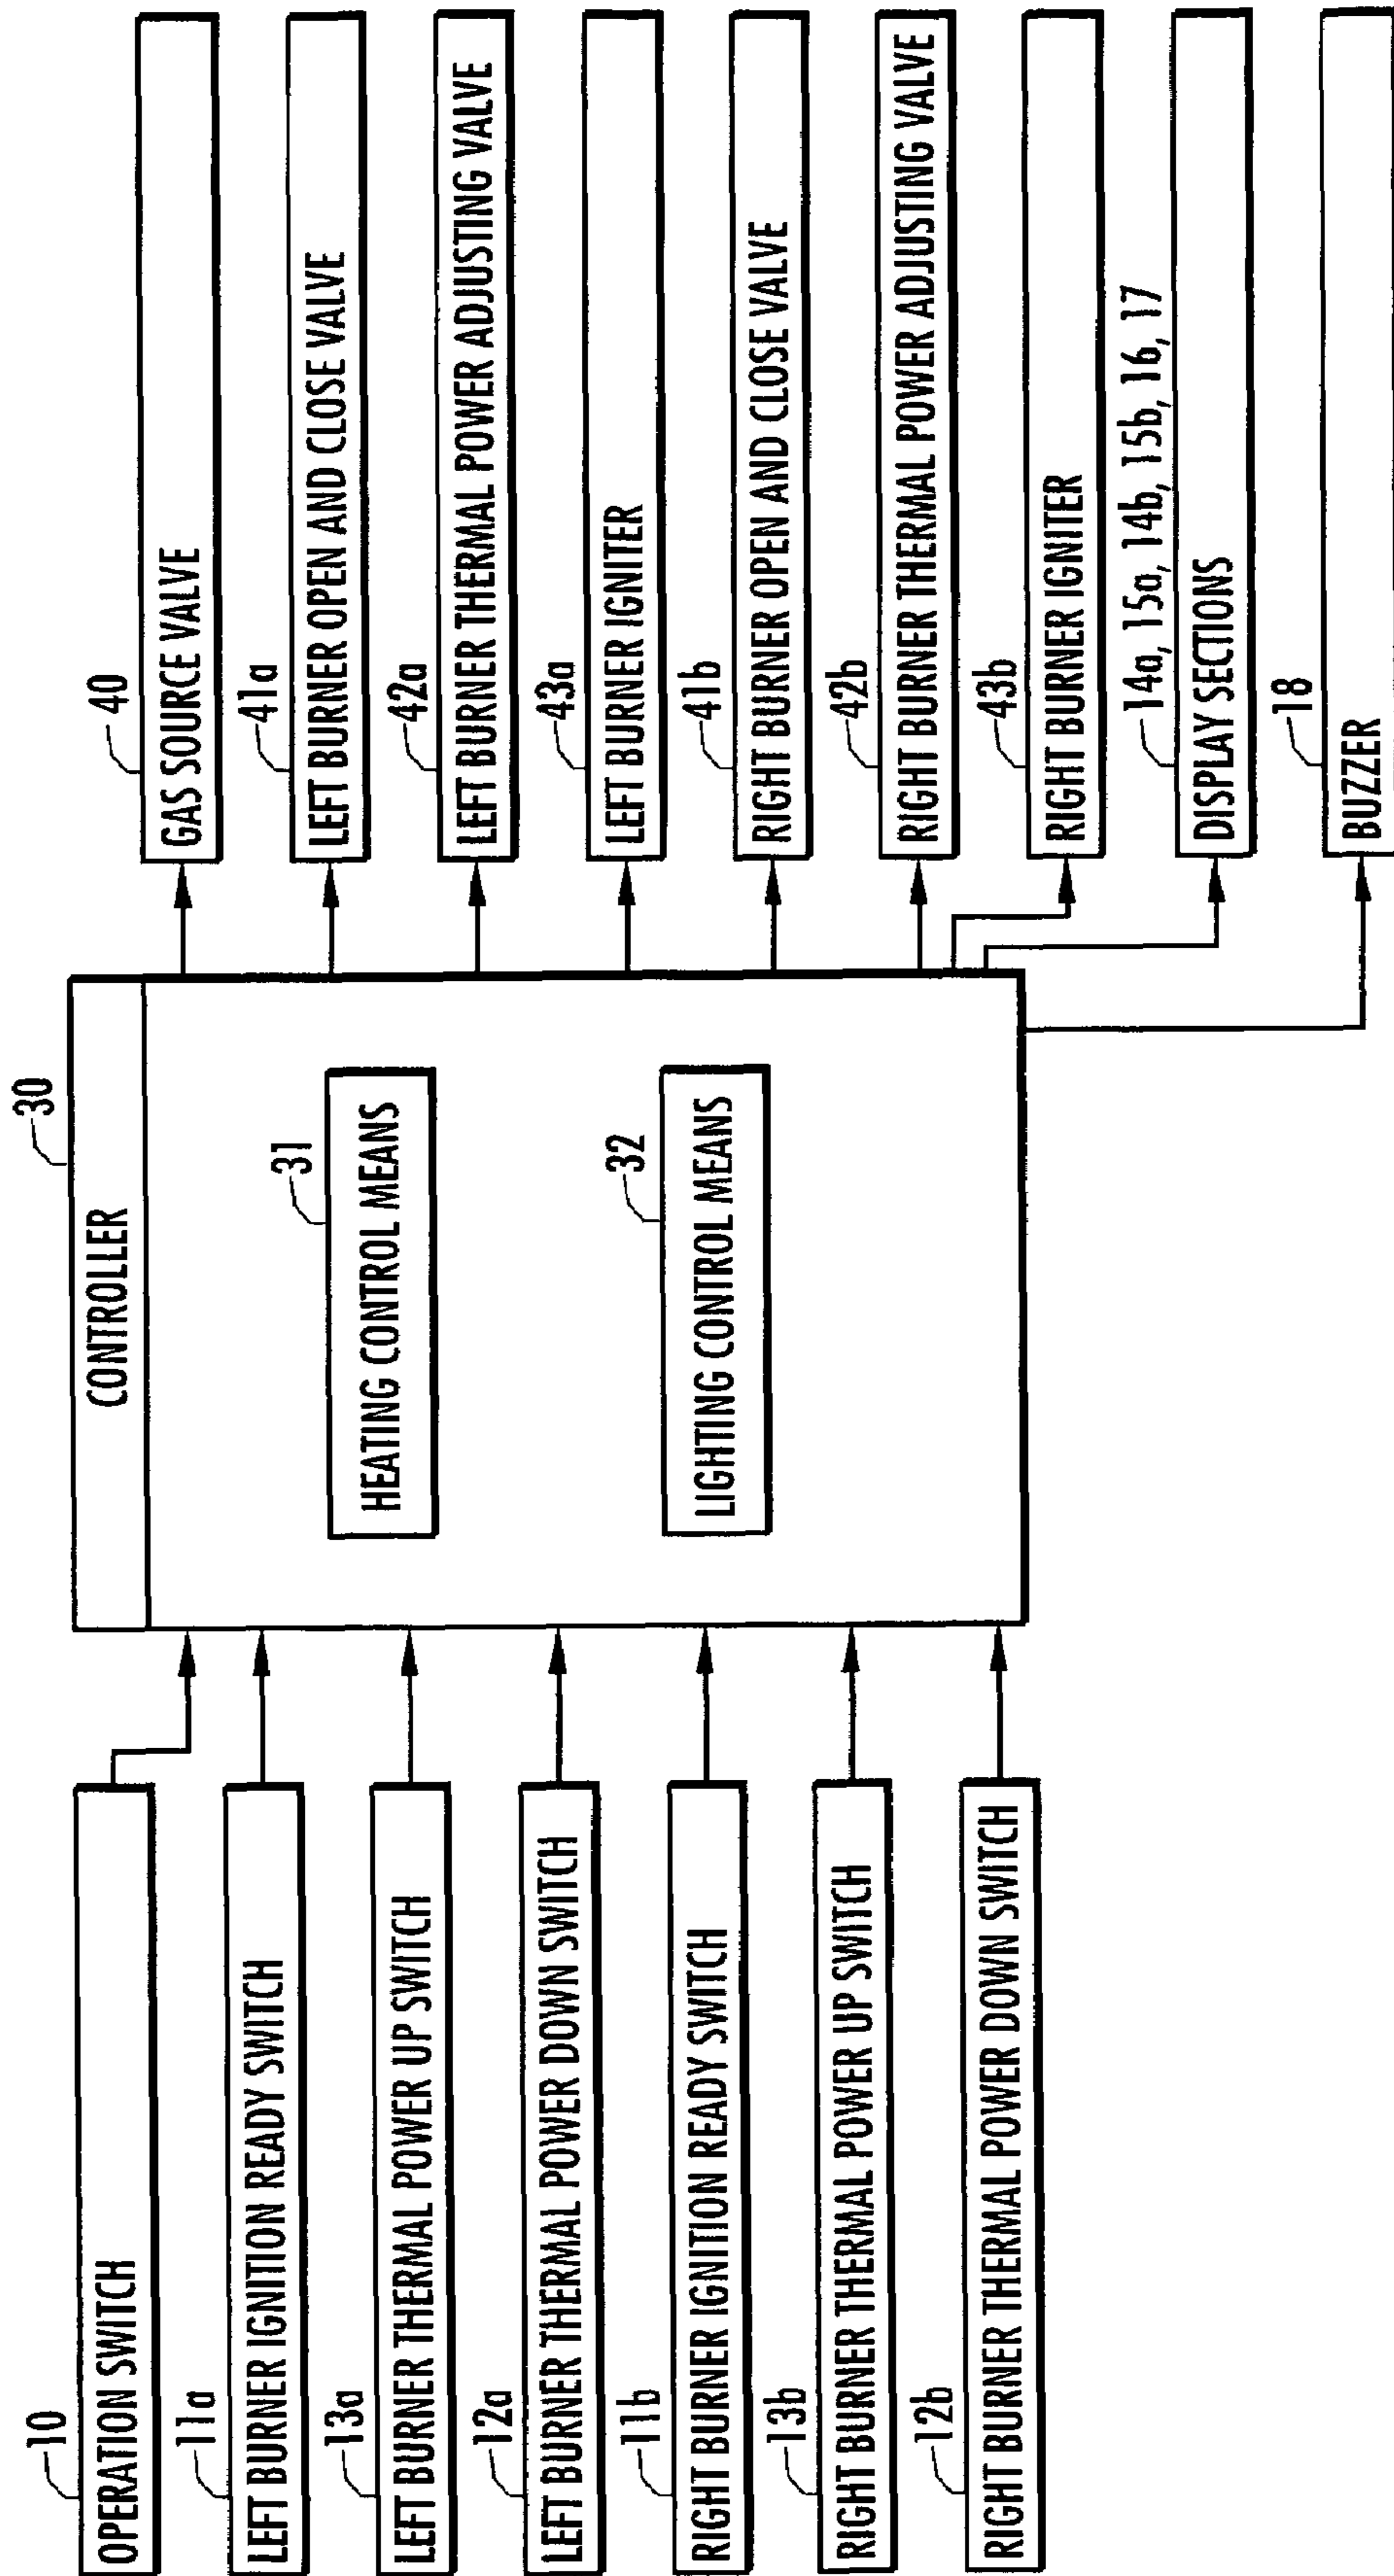 10
OPERATION SWITCH
11a
LEFT BURNER IGNITION READY SWITCH
13a
LEFT BURNER THERMAL POWER UP SWITCH
12a
LEFT BURNER THERMAL POWER DOWN SWITCH
11b
RIGHT BURNER IGNITION READY SWITCH
13b
RIGHT BURNER THERMAL POWER UP SWITCH
12b
RIGHT BURNER THERMAL POWER DOWN SWITCH
30
CONTROLLER
31
HEATING CONTROL MEANS
32
LIGHTING CONTROL MEANS
40
GAS SOURCE VALVE
41a
LEFT BURNER OPEN AND CLOSE VALVE
42a
LEFT BURNER THERMAL POWER ADJUSTING VALVE
43a
LEFT BURNER IGNITER
41b
RIGHT BURNER OPEN AND CLOSE VALVE
42b
RIGHT BURNER THERMAL POWER ADJUSTING VALVE
43b
RIGHT BURNER IGNITER
14a, 15a, 14b, 15b, 16, 17
DISPLAY SECTIONS
18
BUZZER